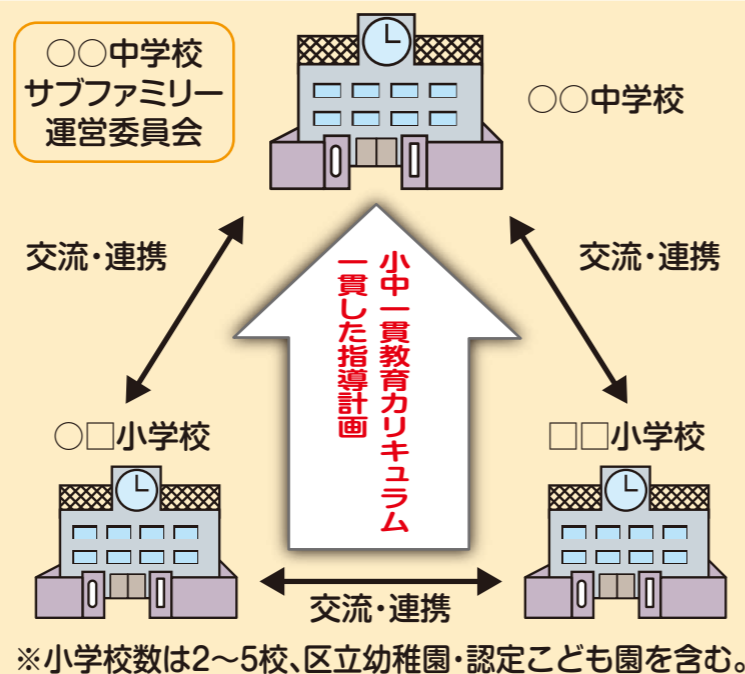 ○○中学校
サブファミリー
運営委員会
○○中学校
交流・連携
交流・連携
小中一貫教育カリキュラム
一貫した指導計画
○□小学校
□□小学校
交流・連携
※小学校数は2～5校、区立幼稚園・認定こども園を含む。